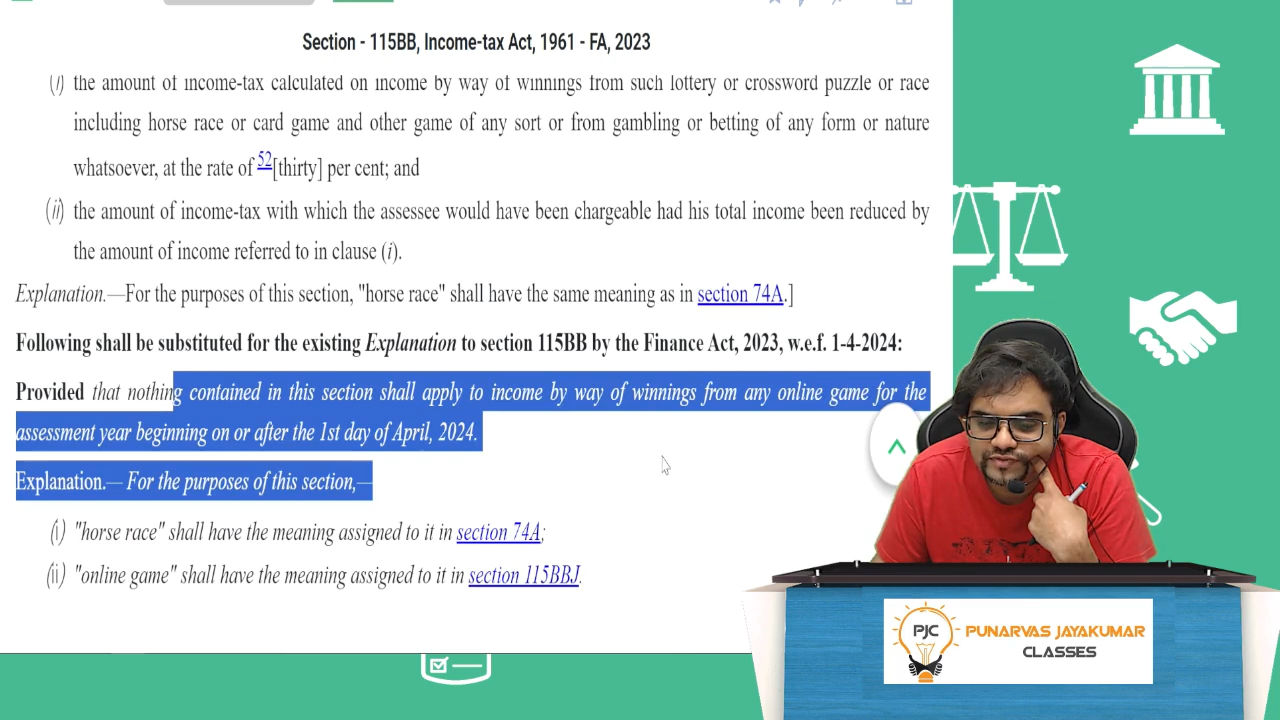 Section - 115BB, Income-tax Act, 1961 - FA, 2023
(i) the amount of income-tax calculated on income by way of winnings from such lottery or crossword puzzle or race
including horse race or card game and other game of any sort or from gambling or betting of any form or nature
whatsoever, at the rate of 52[thirty] per cent; and
(ii) the amount of income-tax with which the assessee would have been chargeable had his total income been reduced by
the amount of income referred to in clause (i).
Explanation.—For the purposes of this section, "horse race" shall have the same meaning as in section 74A.]
Following shall be substituted for the existing Explanation to section 115BB by the Finance Act, 2023, w.e.f. 1-4-2024:
Provided that nothing contained in this section shall apply to income by way of winnings from any online game for the
assessment year beginning on or after the 1st day of April, 2024.
Explanation.— For the purposes of this section,—
(i) "horse race" shall have the meaning assigned to it in section 74A;
(ii) "online game" shall have the meaning assigned to it in section 115BBJ.
PJC
PUNARVAS JAYAKUMAR
CLASSES